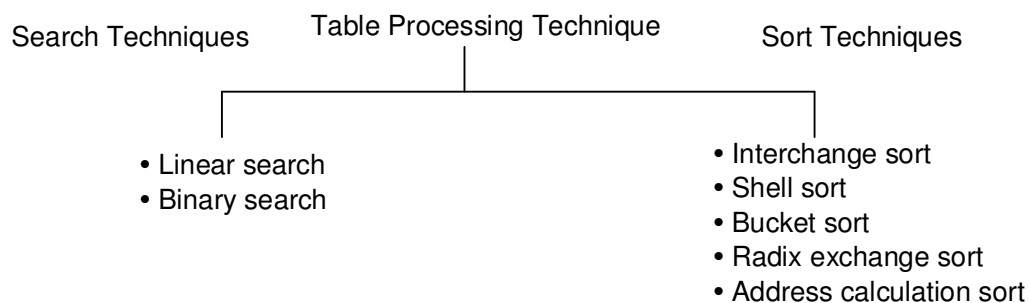 Search Techniques
Table Processing Technique
Sort Techniques
• Linear search
• Binary search
• Interchange sort
• Shell sort
• Bucket sort
• Radix exchange sort
• Address calculation sort